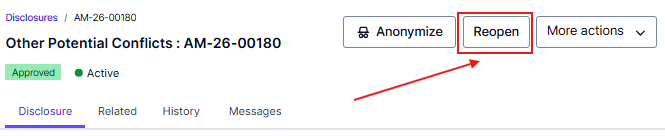 Disclosures / AM-26-00180
Other Potential Conflicts : AM-26-00180
Anonymize
Reopen
More actions
Approved
Active
Disclosure
Related
History
Messages